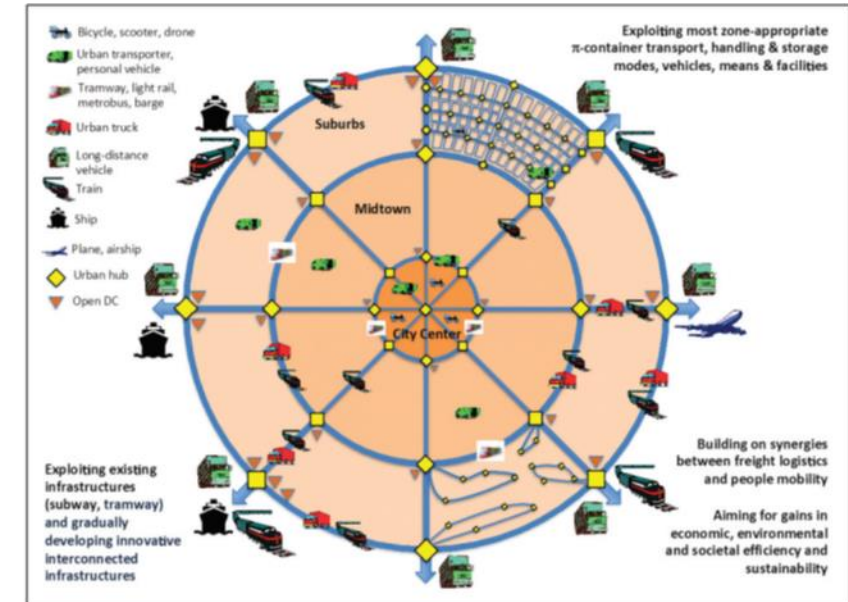 Bicycle, scooter, drone
Urban transporter,
personal vehicle
Tramway, light rail,
metrobus, barge
Urban truck
Long-distance
vehicle
Train
Ship
Plane, airship
Urban hub
Open DC
Exploiting most zone-appropriate
π-container transport, handling & storage
modes, vehicles, means & facilities
Suburbs
Midtown
City Center
Exploiting existing
infrastructures
(subway, tramway)
and gradually
developing innovative
interconnected
infrastructures
Building on synergies
between freight logistics
and people mobility
Aiming for gains in
economic, environmental
and societal efficiency and
sustainability